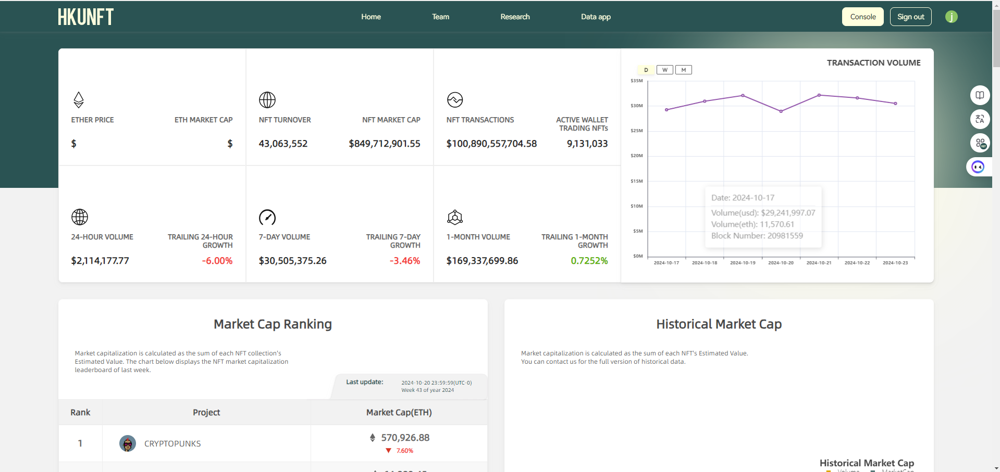 HKUNFT
Home
Team
Research
Data app
Console
Sign out
j
ETHER PRICE
ETH MARKET CAP
$
$
NFT TURNOVER
NFT MARKET CAP
43,063,552
$849,712,901.55
NFT TRANSACTIONS
ACTIVE WALLET
TRADING NFTs
$100,890,557,704.58
9,131,033
24-HOUR VOLUME
TRAILING 24-HOUR
GROWTH
$2,114,177.77
-6.00%
7-DAY VOLUME
TRAILING 7-DAY
GROWTH
$30,505,375.26
-3.46%
1-MONTH VOLUME
TRAILING 1-MONTH
GROWTH
$169,337,699.86
0.7252%
TRANSACTION VOLUME
D
W
M
$35M
$30M
$25M
$20M
$15M
$10M
$5M
$0M
Date: 2024-10-17
Volume(usd): $29,241,997.07
Volume(eth): 11,570.61
Block Number: 20981559
2024-10-17
2024-10-18
2024-10-19
2024-10-20
2024-10-21
2024-10-22
2024-10-23
Market Cap Ranking
Market capitalization is calculated as the sum of each NFT collection's
Estimated Value. The chart below displays the NFT market capitalization
leaderboard of last week.
Last update:
2024-10-20 23:59:59(UTC-0)
Week 43 of year 2024
Rank
Project
Market Cap(ETH)
1
CRYPTOPUNKS
570,926.88
7.60%
Historical Market Cap
Market capitalization is calculated as the sum of each NFT's Estimated Value.
You can contact us for the full version of historical data.
Historical Market Cap
Volume
MarketCap